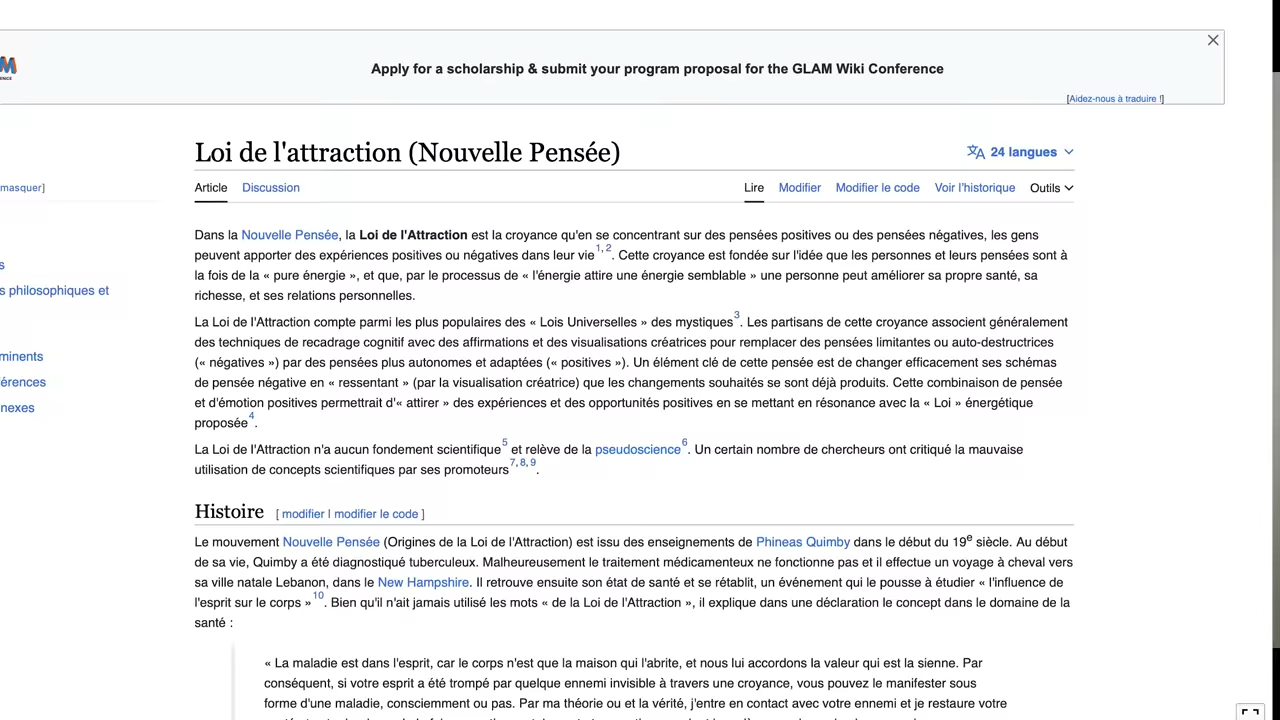 Apply for a scholarship & submit your program proposal for the GLAM Wiki Conference
[Aidez-nous à traduire !]
Loi de l'attraction (Nouvelle Pensée)
24 langues
masquer]
Article Discussion Lire Modifier Modifier le code Voir l'historique Outils
Dans la Nouvelle Pensée, la Loi de l'Attraction est la croyance qu'en se concentrant sur des pensées positives ou des pensées négatives, les gens
peuvent apporter des expériences positives ou négatives dans leur vie1, 2. Cette croyance est fondée sur l'idée que les personnes et leurs pensées sont à
la fois de la « pure énergie », et que, par le processus de « l'énergie attire une énergie semblable » une personne peut améliorer sa propre santé, sa
richesse, et ses relations personnelles.
s philosophiques et
La Loi de l'Attraction compte parmi les plus populaires des « Lois Universelles » des mystiques3. Les partisans de cette croyance associent généralement
des techniques de recadrage cognitif avec des affirmations et des visualisations créatrices pour remplacer des pensées limitantes ou auto-destructrices
(« négatives ») par des pensées plus autonomes et adaptées (« positives »). Un élément clé de cette pensée est de changer efficacement ses schémas
de pensée négative en « ressentant » (par la visualisation créatrice) que les changements souhaités se sont déjà produits. Cette combinaison de pensée
et d'émotion positives permettrait d'« attirer » des expériences et des opportunités positives en se mettant en résonance avec la « Loi » énergétique
proposée4.
minents
férences
nexes
La Loi de l'Attraction n'a aucun fondement scientifique5 et relève de la pseudoscience6. Un certain nombre de chercheurs ont critiqué la mauvaise
utilisation de concepts scientifiques par ses promoteurs7, 8, 9.
Histoire [ modifier | modifier le code ]
Le mouvement Nouvelle Pensée (Origines de la Loi de l'Attraction) est issu des enseignements de Phineas Quimby dans le début du 19e siècle. Au début
de sa vie, Quimby a été diagnostiqué tuberculeux. Malheureusement le traitement médicamenteux ne fonctionne pas et il effectue un voyage à cheval vers
sa ville natale Lebanon, dans le New Hampshire. Il retrouve ensuite son état de santé et se rétablit, un événement qui le pousse à étudier « l'influence de
l'esprit sur le corps »10. Bien qu'il n'ait jamais utilisé les mots « de la Loi de l'Attraction », il explique dans une déclaration le concept dans le domaine de la
santé :
« La maladie est dans l'esprit, car le corps n'est que la maison qui l'abrite, et nous lui accordons la valeur qui est la sienne. Par
conséquent, si votre esprit a été trompé par quelque ennemi invisible à travers une croyance, vous pouvez le manifester sous
forme d'une maladie, consciemment ou pas. Par ma théorie ou et la vérité, j'entre en contact avec votre ennemi et je restaure votre